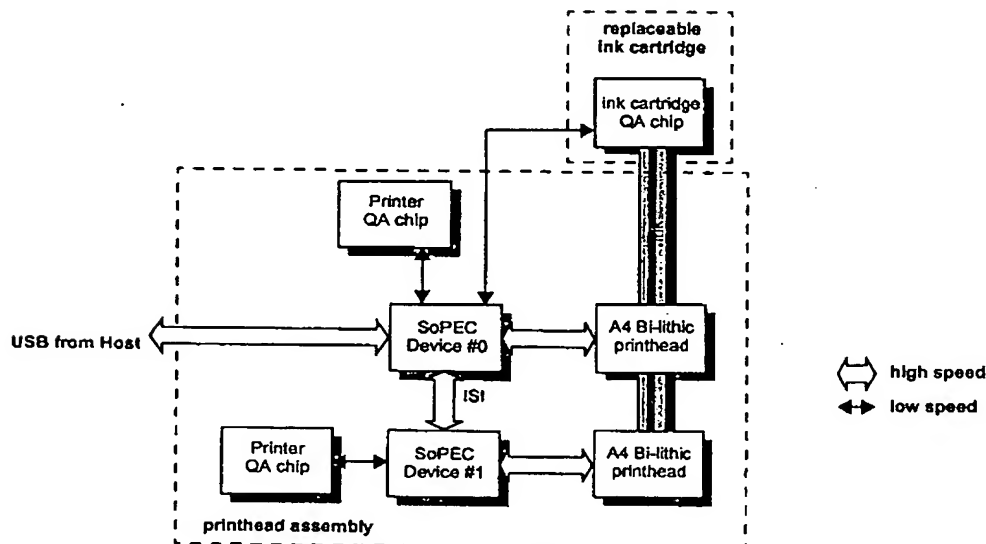 replaceable
ink cartridge
ink cartridge
QA chip
Printer
QA chip
USB from Host
SoPEC
Device #0
A4 Bi-lithic
printhead
high speed
low speed
ISI
Printer
QA chip
SoPEC
Device #1
A4 Bi-lithic
printhead
printhead assembly